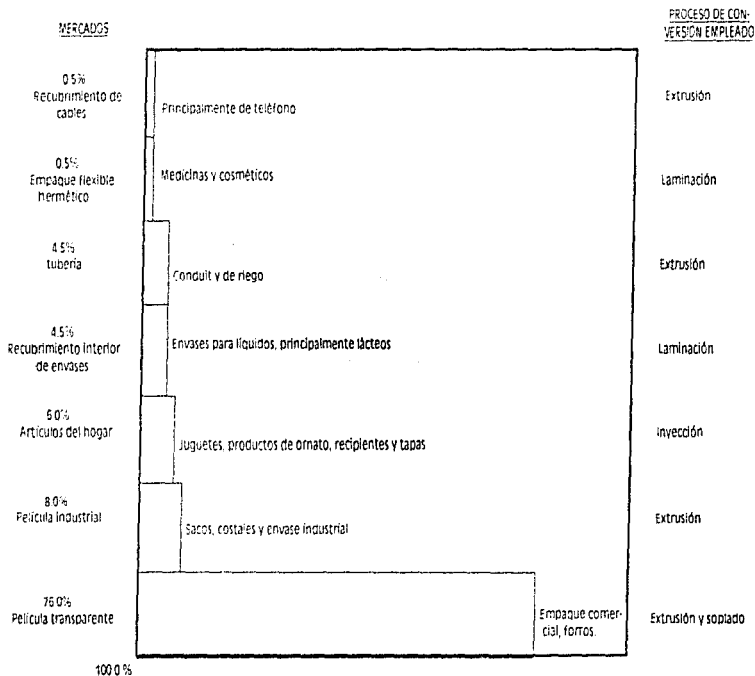 MERCADOS
PROCESO DE CON-
VERSIÓN EMPLEADO
0.5%
Recubrimiento de
cables
Principalmente de teléfono
Extrusión
0.5%
Empaque flexible
hermético
Medicinas y cosméticos
Laminación
4.5%
tubería
Conduit y de riego
Extrusión
4.5%
Recubrimiento interior
de envases
Envases para líquidos, principalmente lácteos
Laminación
6.0%
Artículos del hogar
Juguetes, productos de ornato, recipientes y tapas
Inyección
8.0%
Película industrial
Sacos, costales y envase industrial
Extrusión
76.0%
Película transparente
Empaque comer-
cial, forros.
Extrusión y soplado
100.0%